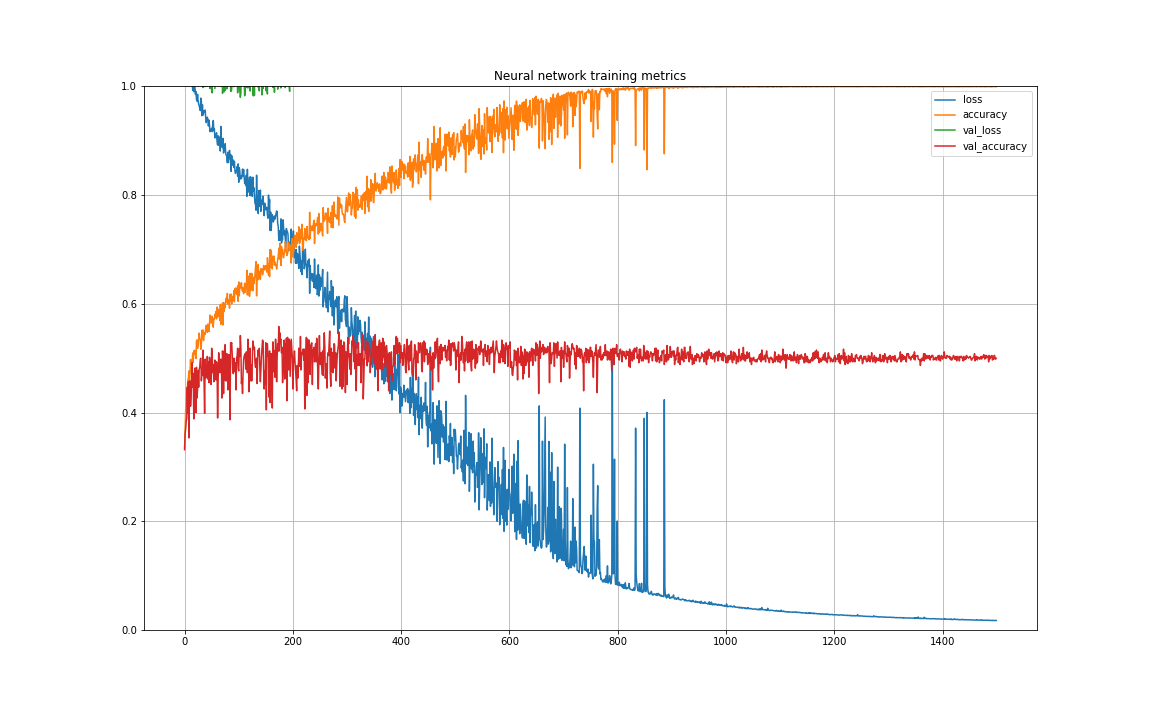 Neural network training metrics
1.0
0.8
0.6
0.4
0.2
0.0
0 200 400 600 800 1000 1200 1400
loss
accuracy
val_loss
val_accuracy